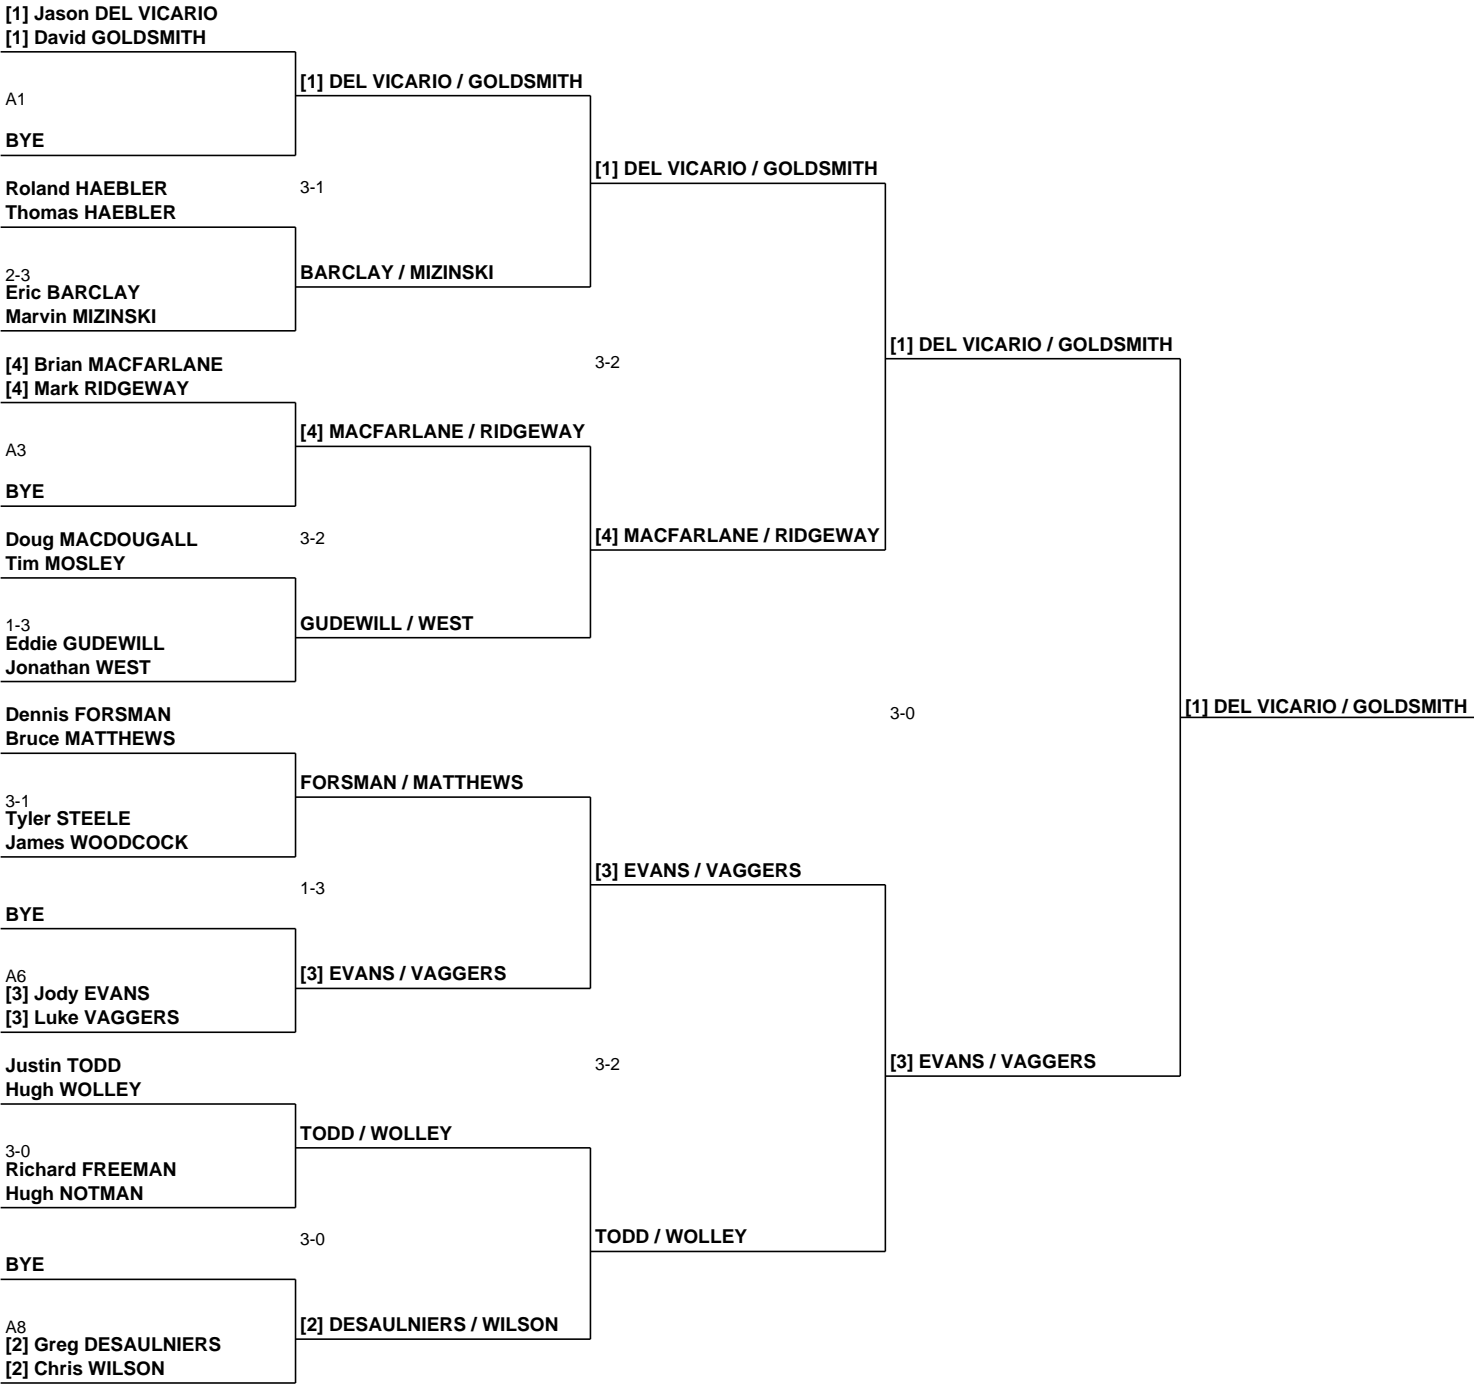 [1] Jason DEL VICARIO
[1] David GOLDSMITH
A1
BYE
Roland HAEBLER
Thomas HAEBLER
2-3
Eric BARCLAY
Marvin MIZINSKI
[4] Brian MACFARLANE
[4] Mark RIDGEWAY
A3
BYE
Doug MACDOUGALL
Tim MOSLEY
1-3
Eddie GUDEWILL
Jonathan WEST
Dennis FORSMAN
Bruce MATTHEWS
3-1
Tyler STEELE
James WOODCOCK
BYE
A6
[3] Jody EVANS
[3] Luke VAGGERS
Justin TODD
Hugh WOLLEY
3-0
Richard FREEMAN
Hugh NOTMAN
BYE
A8
[2] Greg DESAULNIERS
[2] Chris WILSON
[1] DEL VICARIO / GOLDSMITH
3-1
BARCLAY / MIZINSKI
[4] MACFARLANE / RIDGEWAY
3-2
GUDEWILL / WEST
FORSMAN / MATTHEWS
1-3
[3] EVANS / VAGGERS
TODD / WOLLEY
3-0
[2] DESAULNIERS / WILSON
[1] DEL VICARIO / GOLDSMITH
3-2
[4] MACFARLANE / RIDGEWAY
[3] EVANS / VAGGERS
3-2
TODD / WOLLEY
[1] DEL VICARIO / GOLDSMITH
3-0
[3] EVANS / VAGGERS
[1] DEL VICARIO / GOLDSMITH